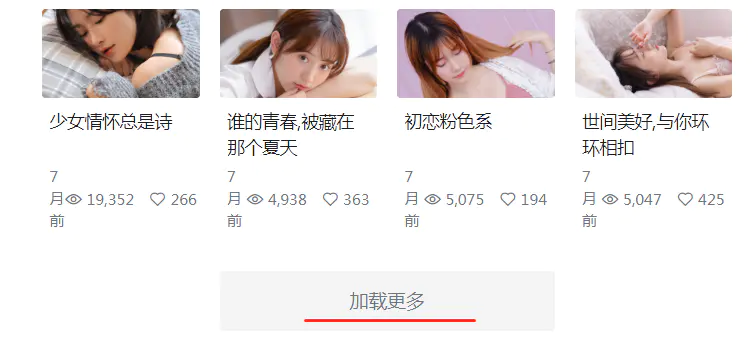 少女情怀总是诗
7
月
前
19,352
266
谁的青春,被藏在
那个夏天
7
月
前
4,938
363
初恋粉色系
7
月
前
5,075
194
世间美好,与你环
环相扣
7
月
前
5,047
425
加载更多